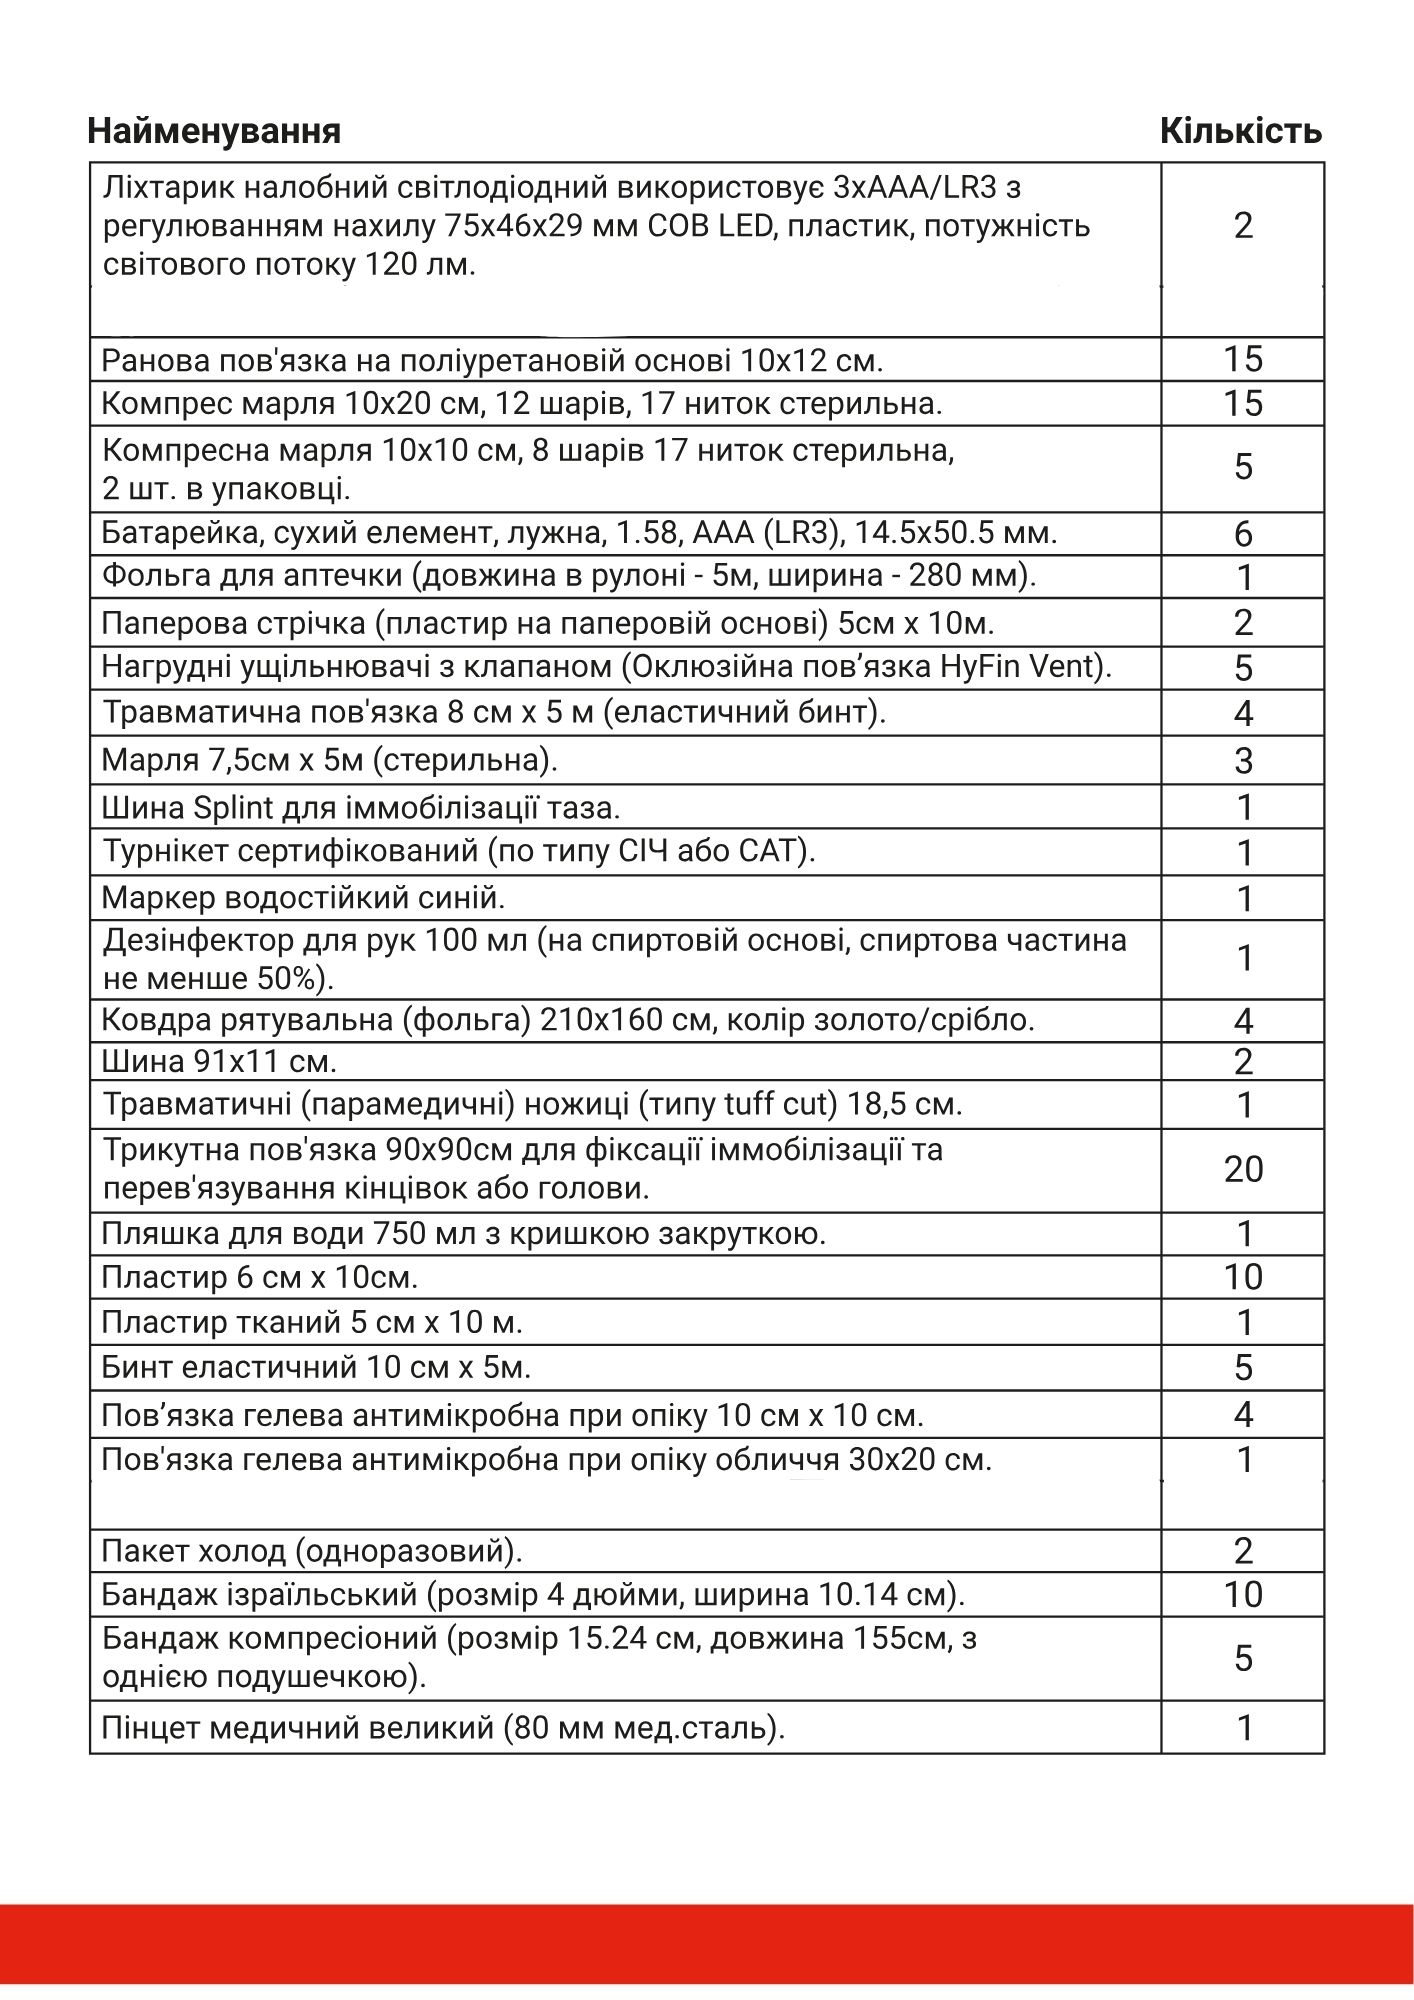 Найменування Кількість
Ліхтарик налобний світлодіодний використовує 3хААА/LR3 з
регулюванням нахилу 75х46х29 мм COB LED, пластик, потужність 2
світового потоку 120 лм.
Ранова пов'язка на поліуретановій основі 10х12 см. 15
Компрес марля 10х20 см, 12 шарів, 17 ниток стерильна. 15
Компресна марля 10х10 см, 8 шарів 17 ниток стерильна,
2 шт. в упаковці. 5
Батарейка, сухий елемент, лужна, 1.58, ААА (LR3), 14.5х50.5 мм. 6
Фольга для аптечки (довжина в рулоні - 5м, ширина - 280 мм). 1
Паперова стрічка (пластир на паперовій основі) 5см х 10м. 2
Нагрудні ущільнювачі з клапаном (Оклюзійна пов’язка HyFin Vent). 5
Травматична пов'язка 8 см х 5 м (еластичний бинт). 4
Марля 7,5см х 5м (стерильна). 3
Шина Splint для іммобілізації таза. 1
Турнікет сертифікований (по типу СІЧ або САТ). 1
Маркер водостійкий синій. 1
Дезінфектор для рук 100 мл (на спиртовій основі, спиртова частина
не менше 50%). 1
Ковдра рятувальна (фольга) 210х160 см, колір золото/срібло. 4
Шина 91х11 см. 2
Травматичні (парамедичні) ножиці (типу tuff cut) 18,5 см. 1
Трикутна пов'язка 90х90см для фіксації іммобілізації та
перев'язування кінцівок або голови. 20
Пляшка для води 750 мл з кришкою закруткою. 1
Пластир 6 см х 10см. 10
Пластир тканий 5 см х 10 м. 1
Бинт еластичний 10 см х 5м. 5
Пов’язка гелева антимікробна при опіку 10 см х 10 см. 4
Пов'язка гелева антимікробна при опіку обличчя 30х20 см. 1
Пакет холод (одноразовий). 2
Бандаж ізраїльський (розмір 4 дюйми, ширина 10.14 см). 10
Бандаж компресіоний (розмір 15.24 см, довжина 155см, з
однією подушечкою). 5
Пінцет медичний великий (80 мм мед.сталь). 1